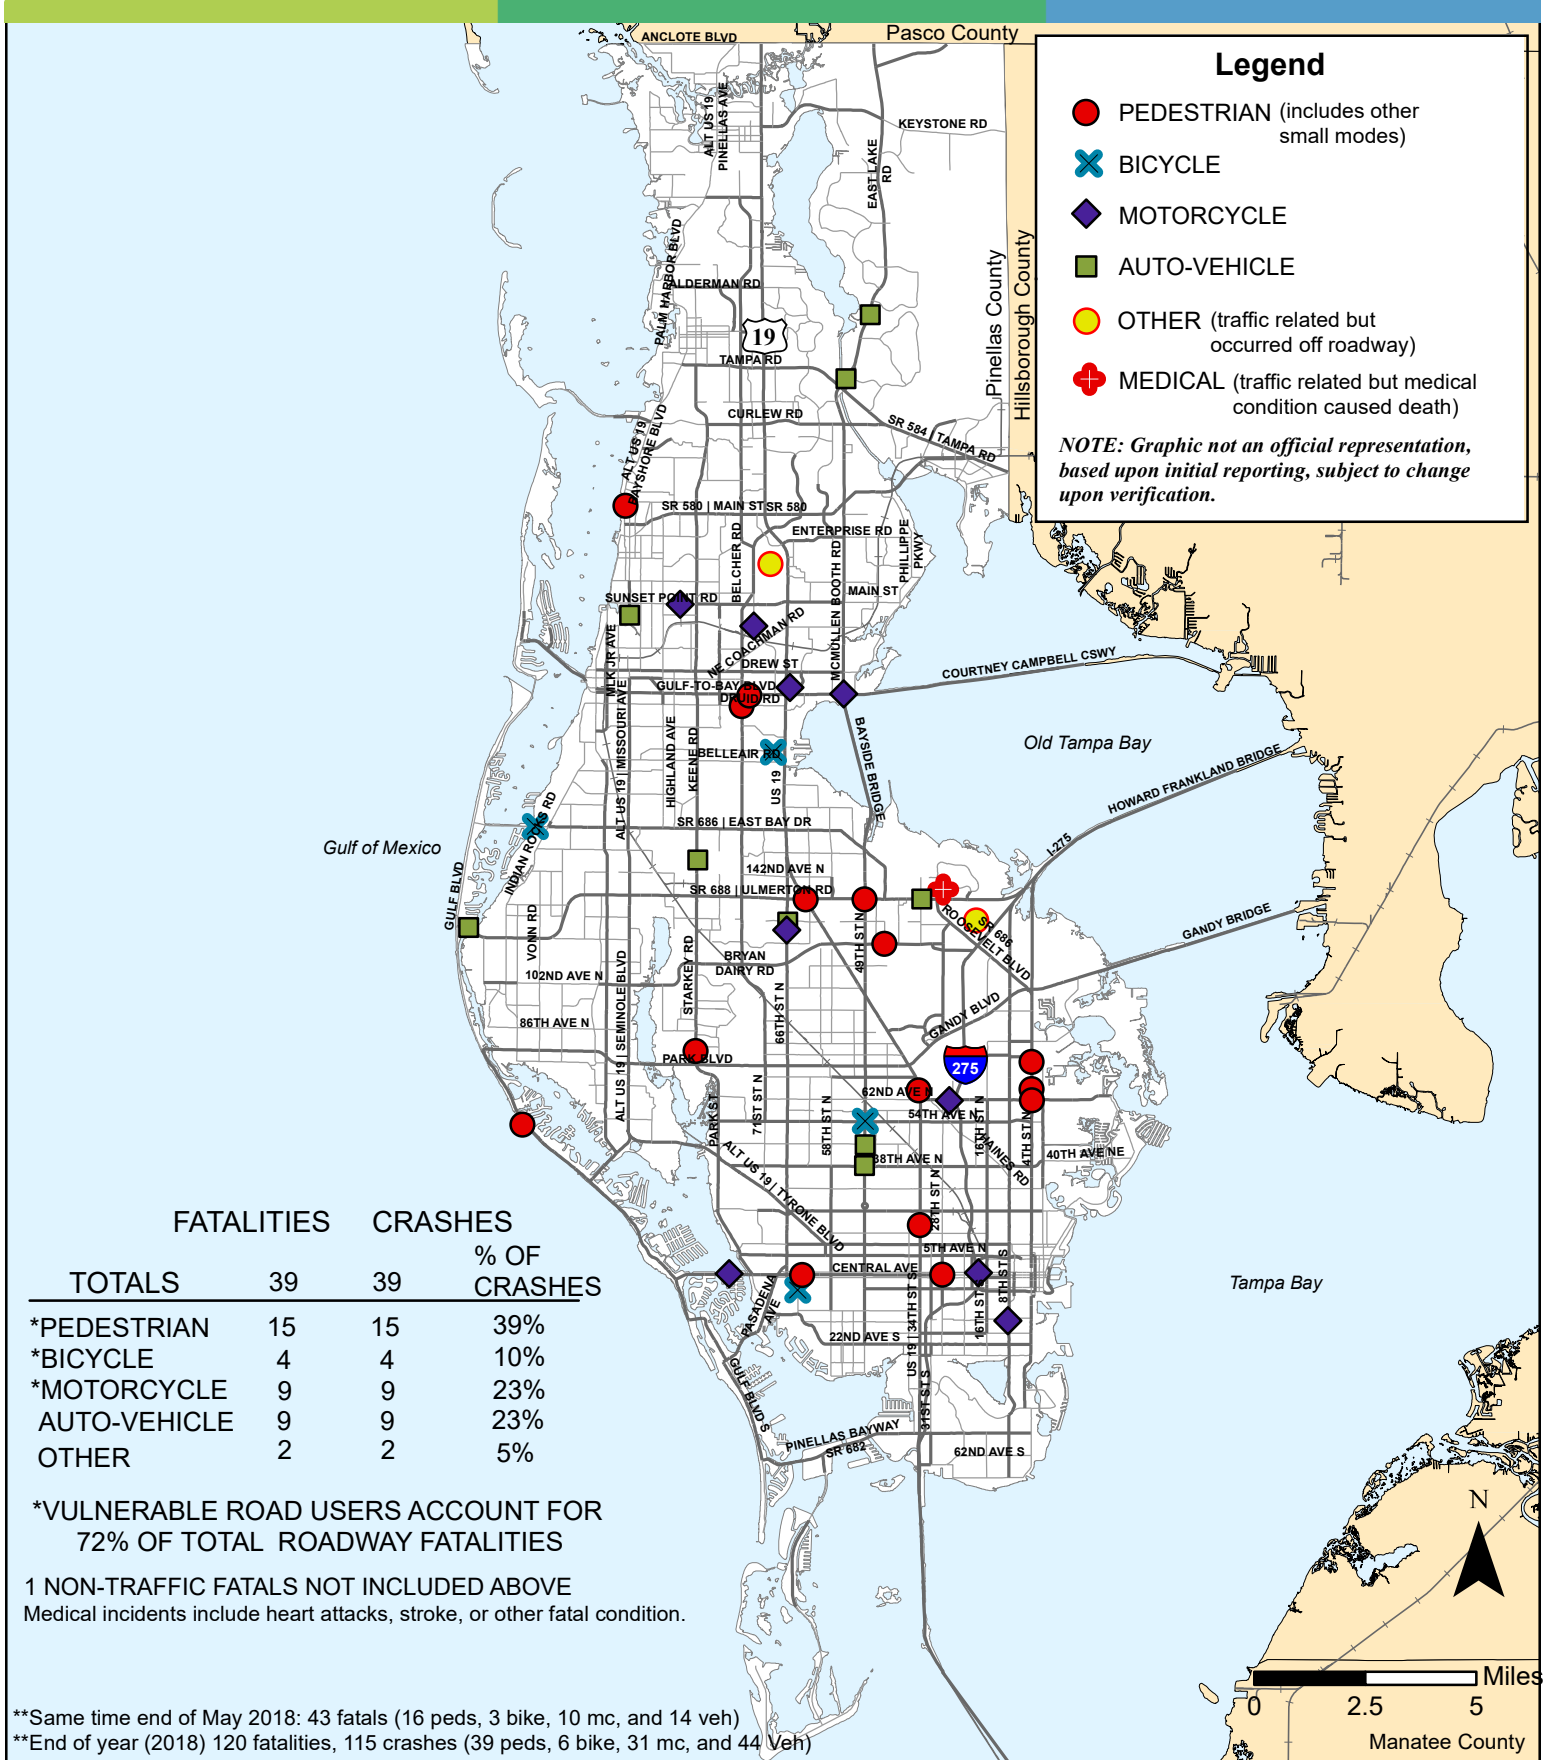 Pasco County
ANCLOTE BLVD
Legend
PEDESTRIAN (includes other
small modes)
BICYCLE
MOTORCYCLE
AUTO-VEHICLE
OTHER (traffic related but
occurred off roadway)
MEDICAL (traffic related but medical
condition caused death)
NOTE: Graphic not an official representation,
based upon initial reporting, subject to change
upon verification.
ALT US 19
PINELLAS AVE
KEYSTONE RD
EAST LAKE
RD
Pinellas County
Hillsborough County
PALM HARBOR BLVD
ALDERMAN RD
19
TAMPA RD
CURLEW RD
SR 584 / TAMPA RD
ALT US 19
BAYSHORE BLVD
SR 580 | MAIN ST
SR 580
ENTERPRISE RD
BELCHER RD
MCMULLEN BOOTH RD
PHILLIPPE
PKWY
MAIN ST
SUNSET POINT RD
NE COACHMAN RD
MLK JR AVE
DREW ST
GULF-TO-BAY BLVD
DRUID RD
COURTNEY CAMPBELL CSWY
ALT US 19 | MISSOURI AVE
HIGHLAND AVE
KEENE RD
BELLEAIR RD
US 19
BAYSIDE BRIDGE
Old Tampa Bay
HOWARD FRANKLAND BRIDGE
I-275
Gulf of Mexico
INDIAN ROCKS RD
SR 686 | EAST BAY DR
142ND AVE N
SR 688 | ULMERTON RD
GULF BLVD
VONN RD
49TH ST N
ROOSEVELT BLVD
SR 686
GANDY BRIDGE
BRYAN
DAIRY RD
102ND AVE N
STARKEY RD
86TH AVE N
ALT US 19 | SEMINOLE BLVD
66TH ST N
GANDY BLVD
PARK BLVD
275
62ND AVE N
54TH AVE N
PARK ST
71ST ST N
58TH ST N
16TH ST N
HAINES RD
4TH ST N
38TH AVE N
40TH AVE NE
ALT US 19 | TYRONE BLVD
28TH ST N
5TH AVE N
CENTRAL AVE
PASADENA
AVE
US 19 | 34TH ST S
16TH ST S
8TH ST S
22ND AVE S
GULF BLVD S
31ST ST S
PINELLAS BAYWAY
SR 682
62ND AVE S
Tampa Bay
FATALITIES CRASHES
TOTALS 39 39 % OF
CRASHES
*PEDESTRIAN 15 15 39%
*BICYCLE 4 4 10%
*MOTORCYCLE 9 9 23%
AUTO-VEHICLE 9 9 23%
OTHER 2 2 5%
*VULNERABLE ROAD USERS ACCOUNT FOR
72% OF TOTAL ROADWAY FATALITIES
1 NON-TRAFFIC FATALS NOT INCLUDED ABOVE
Medical incidents include heart attacks, stroke, or other fatal condition.
N
Miles
0 2.5 5
**Same time end of May 2018: 43 fatals (16 peds, 3 bike, 10 mc, and 14 veh)
**End of year (2018) 120 fatalities, 115 crashes (39 peds, 6 bike, 31 mc, and 44 Veh)
Manatee County